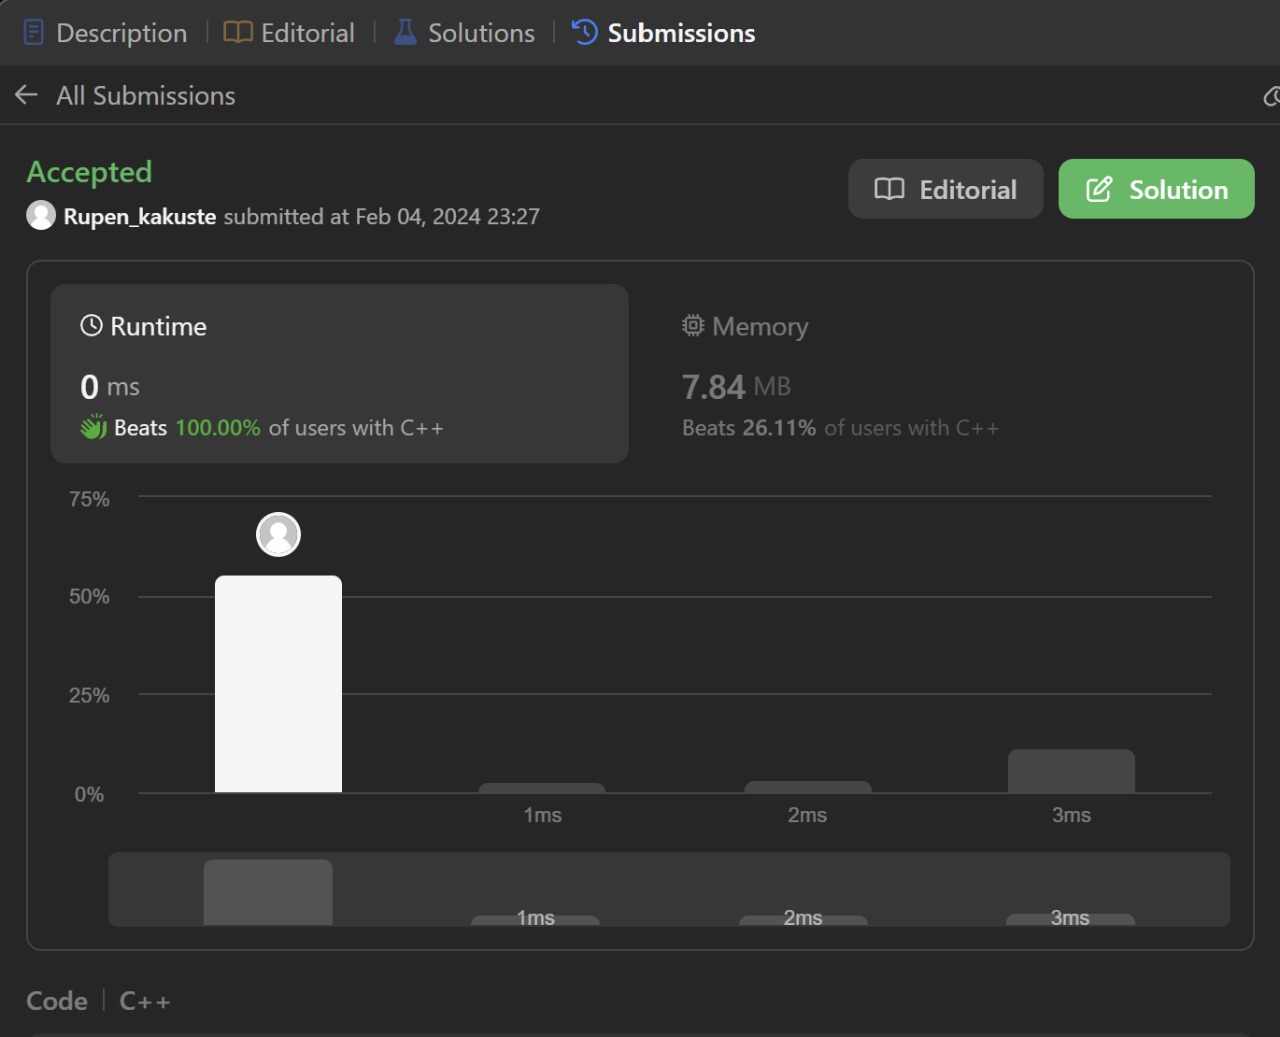 Description Editorial Solutions Submissions
All Submissions
Accepted
Editorial Solution
Rupen_kakuste submitted at Feb 04, 2024 23:27
Runtime Memory
0 ms 7.84 MB
Beats 100.00% of users with C++ Beats 26.11% of users with C++
75%
50%
25%
0%
1ms 2ms 3ms
1ms 2ms 3ms
Code C++